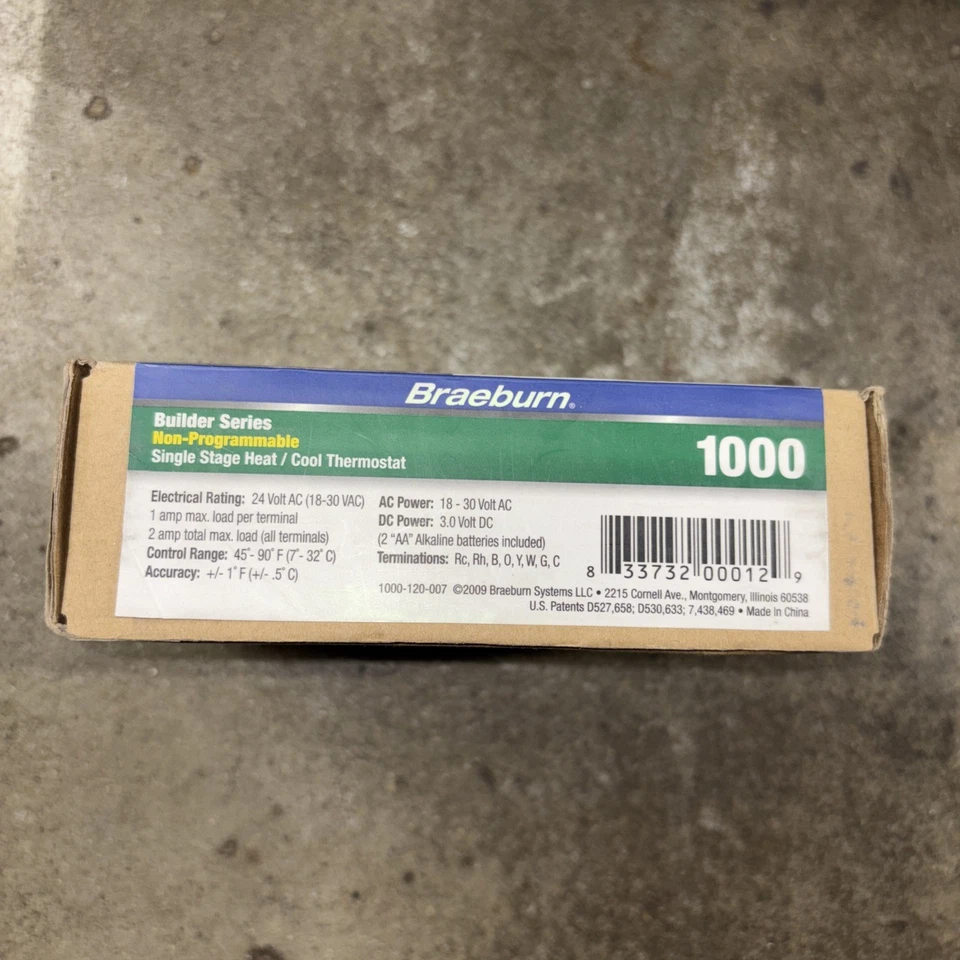 Braeburn®
Builder Series
Non-Programmable
Single Stage Heat / Cool Thermostat
1000
Electrical Rating: 24 Volt AC (18-30 VAC)
1 amp max. load per terminal
2 amp total max. load (all terminals)
Control Range: 45°- 90° F (7°- 32° C)
Accuracy: +/- 1° F (+/- .5° C)
AC Power: 18 - 30 Volt AC
DC Power: 3.0 Volt DC
(2 “AA” Alkaline batteries included)
Terminations: Rc, Rh, B, O, Y, W, G, C
8 33732 00012 9
1000-120-007 ©2009 Braeburn Systems LLC • 2215 Cornell Ave., Montgomery, Illinois 60538
U.S. Patents D527,658; D530,633; 7,438,469 • Made in China